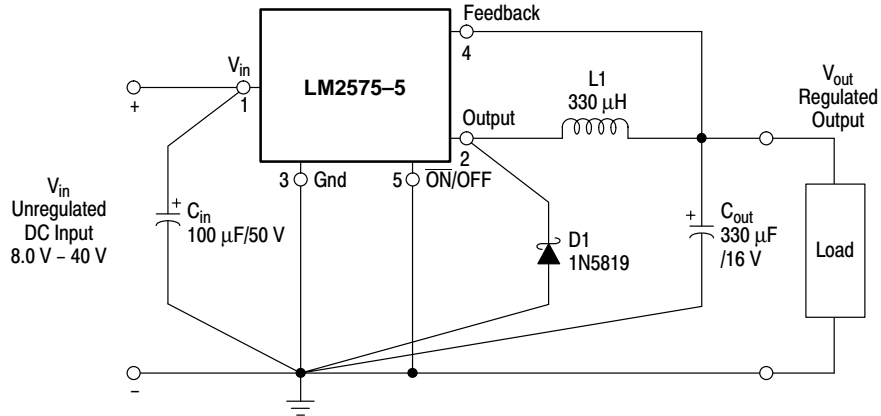 Feedback
4
V_in
+
1
LM2575–5
L1
330 μH
V_out
Regulated
Output
Output
2
3 Gnd
5 O̅N̅/OFF
V_in
Unregulated
DC Input
8.0 V – 40 V
+
C_in
100 μF/50 V
D1
1N5819
+
C_out
330 μF
/16 V
Load
–